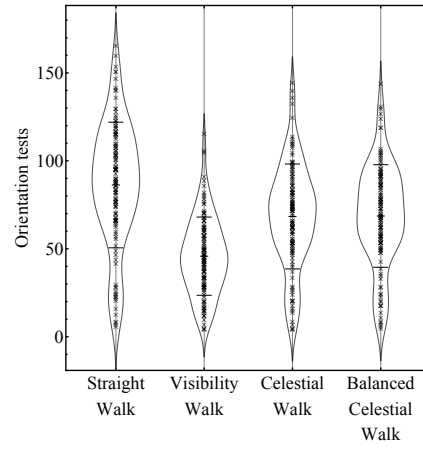 Orientation tests
150
100
50
0
Straight Walk
Visibility Walk
Celestial Walk
Balanced Celestial Walk